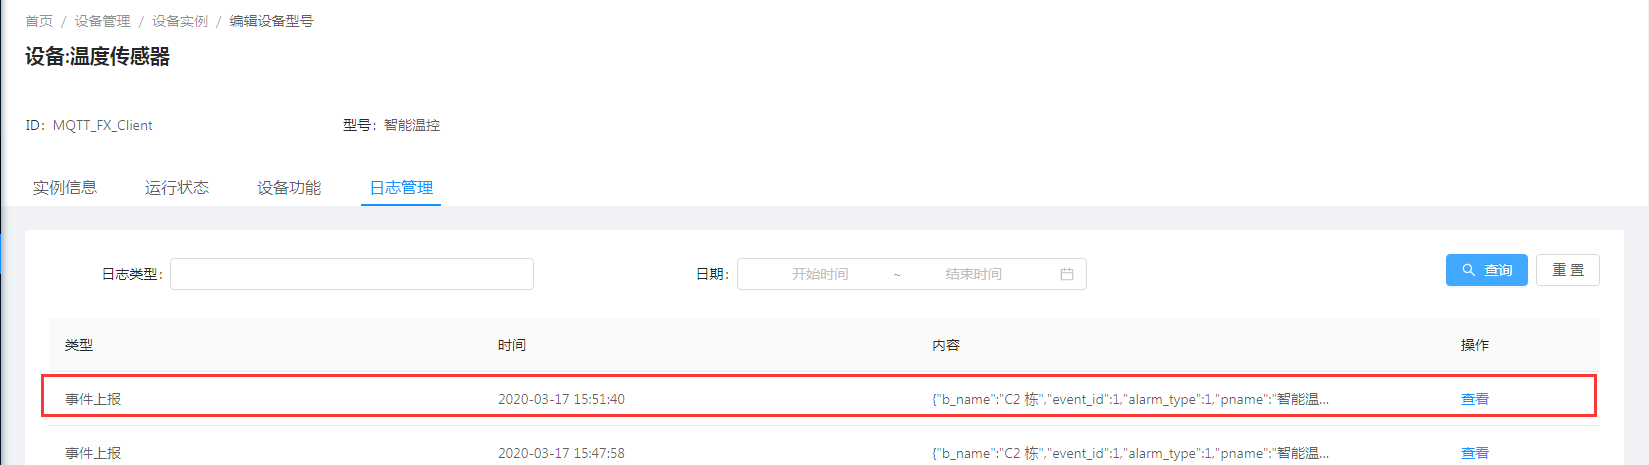 首页 / 设备管理 / 设备实例 / 编辑设备型号
设备:温度传感器
ID: MQTT_FX_Client 型号: 智能温控
实例信息 运行状态 设备功能 日志管理
日志类型: 日期: 开始时间 ~ 结束时间 查询 重 置
类型 时间 内容 操作
事件上报 2020-03-17 15:51:40 {"b_name":"C2 栋","event_id":1,"alarm_type":1,"pname":"智能温... 查看
事件上报 2020-03-17 15:47:58 {"b_name":"C2 栋","event_id":1,"alarm_type":1,"pname":"智能温... 查看